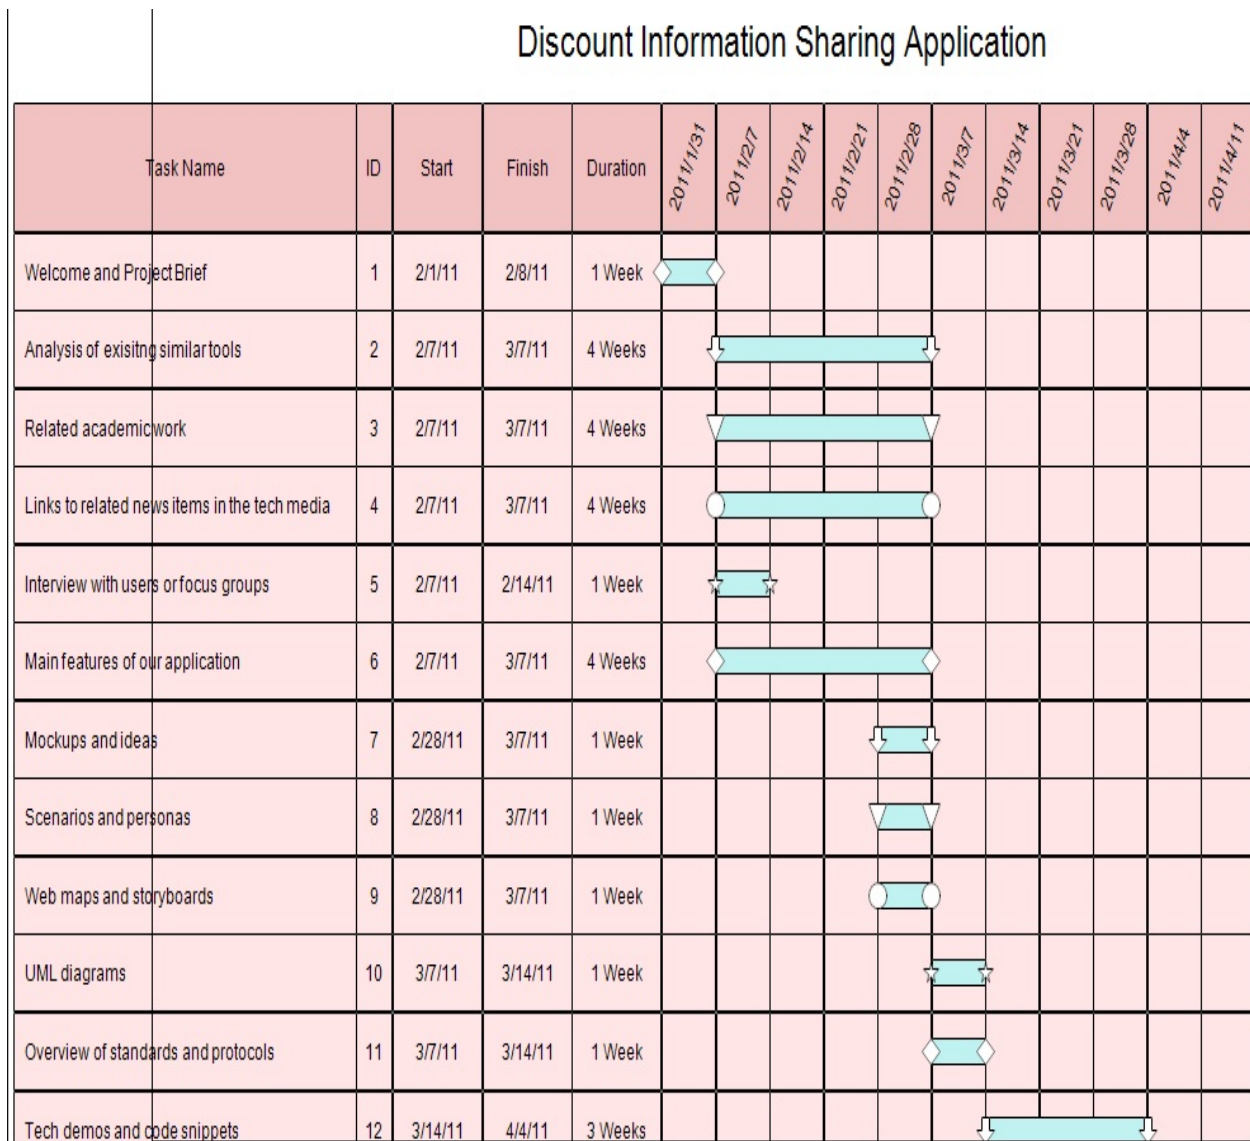 Discount Information Sharing Application
Task Name ID Start Finish Duration 2011/1/31 2011/2/7 2011/2/14 2011/2/21 2011/2/28 2011/3/7 2011/3/14 2011/3/21 2011/3/28 2011/4/4 2011/4/11
Welcome and Project Brief 1 2/1/11 2/8/11 1 Week
Analysis of exisitng similar tools 2 2/7/11 3/7/11 4 Weeks
Related academic work 3 2/7/11 3/7/11 4 Weeks
Links to related news items in the tech media 4 2/7/11 3/7/11 4 Weeks
Interview with users or focus groups 5 2/7/11 2/14/11 1 Week
Main features of our application 6 2/7/11 3/7/11 4 Weeks
Mockups and ideas 7 2/28/11 3/7/11 1 Week
Scenarios and personas 8 2/28/11 3/7/11 1 Week
Web maps and storyboards 9 2/28/11 3/7/11 1 Week
UML diagrams 10 3/7/11 3/14/11 1 Week
Overview of standards and protocols 11 3/7/11 3/14/11 1 Week
Tech demos and code snippets 12 3/14/11 4/4/11 3 Weeks